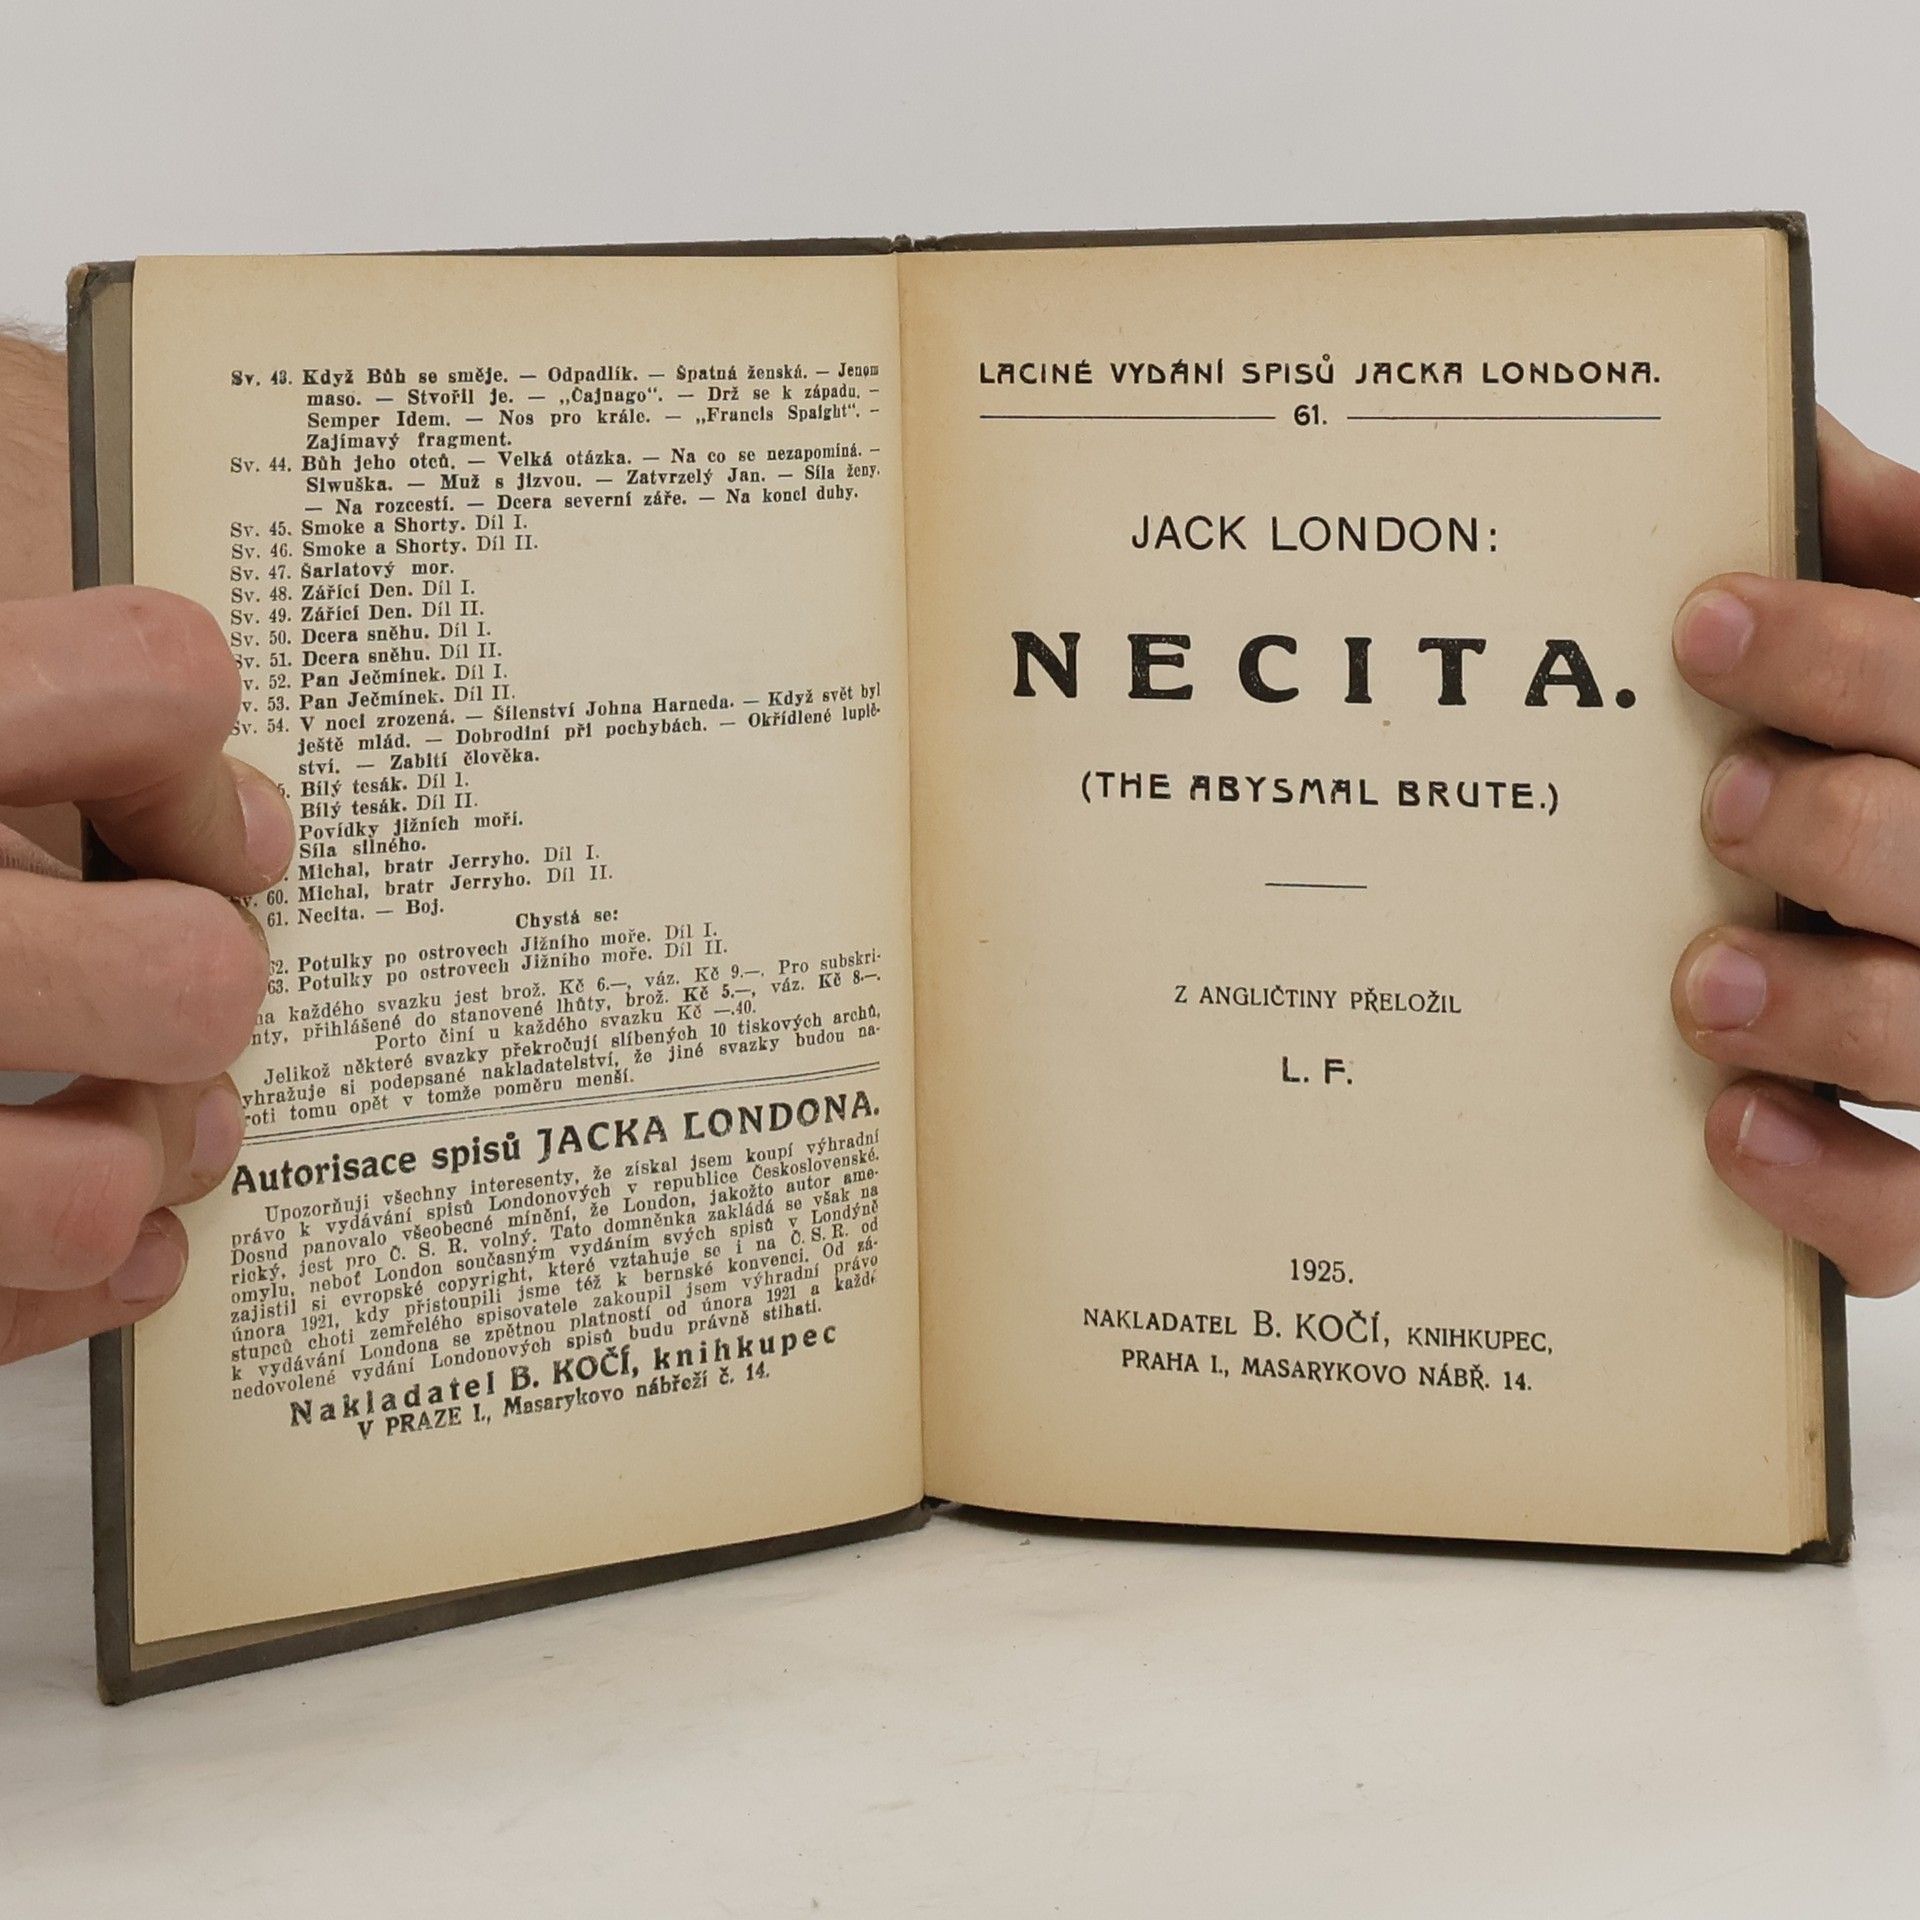 Sv. 43. Když Bůh se směje. — Odpadlík. — Špatná ženská. — Jenom
maso. — Stvořil je. — „Čajnago“. — Drž se k západu. —
Semper Idem. — Nos pro krále. — „Francis Spaight“. —
Zajímavý fragment.
Sv. 44. Bůh jeho otců. — Velká otázka. — Na co se nezapomíná. —
Siwuška. — Muž s jizvou. — Zatvrzelý Jan. — Síla ženy.
— Na rozcestí. — Dcera severní záře. — Na konci duhy.
Sv. 45. Smoke a Shorty. Díl I.
Sv. 46. Smoke a Shorty. Díl II.
Sv. 47. Šarlatový mor.
Sv. 48. Zářící Den. Díl I.
Sv. 49. Zářící Den. Díl II.
Sv. 50. Dcera sněhu. Díl I.
Sv. 51. Dcera sněhu. Díl II.
v. 52. Pan Ječmínek. Díl I.
v. 53. Pan Ječmínek. Díl II.
Sv. 54. V noci zrozená. — Šílenství Johna Harneda. — Když svět byl
ještě mlád. — Dobrodiní při pochybách. — Okřídlené lupič-
ství. — Zabití člověka.
5. Bílý tesák. Díl I.
Bílý tesák. Díl II.
Povídky jižních moří.
Síla silného.
Michal, bratr Jerryho. Díl I.
v. 60. Michal, bratr Jerryho. Díl II.
61. Necita. — Boj.
Chystá se:
62. Potulky po ostrovech Jižního moře. Díl I.
63. Potulky po ostrovech Jižního moře. Díl II.
na každého svazku jest brož. Kč 6.—, váz. Kč 9.—. Pro subskri-
nty, přihlášené do stanovené lhůty, brož. Kč 5.—, váz. Kč 8.—.
Porto činí u každého svazku Kč —.40.
Jelikož některé svazky překročují slíbených 10 tiskových archů,
yhražuje si podepsané nakladatelství, že jiné svazky budou na-
roti tomu opět v tomže poměru menší.
Autorisace spisů JACKA LONDONA.
Upozorňuji všechny interesenty, že získal jsem koupí výhradní
právo k vydávání spisů Londonových v republice Československé.
Dosud panovalo všeobecné mínění, že London, jakožto autor ame-
rický, jest pro Č. S. R. volný. Tato domněnka zakládá se však na
omylu, neboť London současným vydáním svých spisů v Londýně
zajistil si evropské copyright, které vztahuje se i na Č. S. R. od
února 1921, kdy přistoupili jsme též k bernské konvenci. Od zá-
stupců choti zemřelého spisovatele zakoupil jsem výhradní právo
k vydávání Londona se zpětnou platností od února 1921 a každé
nedovolené vydání Londonových spisů budu právně stihati.
Nakladatel B. KOČÍ, knihkupec
V PRAZE I., Masarykovo nábřeží č. 14.
LACINÉ VYDÁNÍ SPISŮ JACKA LONDONA.
61.
JACK LONDON:
NECITA.
(THE ABYSMAL BRUTE.)
Z ANGLIČTINY PŘELOŽIL
L. F.
1925.
NAKLADATEL B. KOČÍ, KNIHKUPEC,
PRAHA I., MASARYKOVO NÁBŘ. 14.